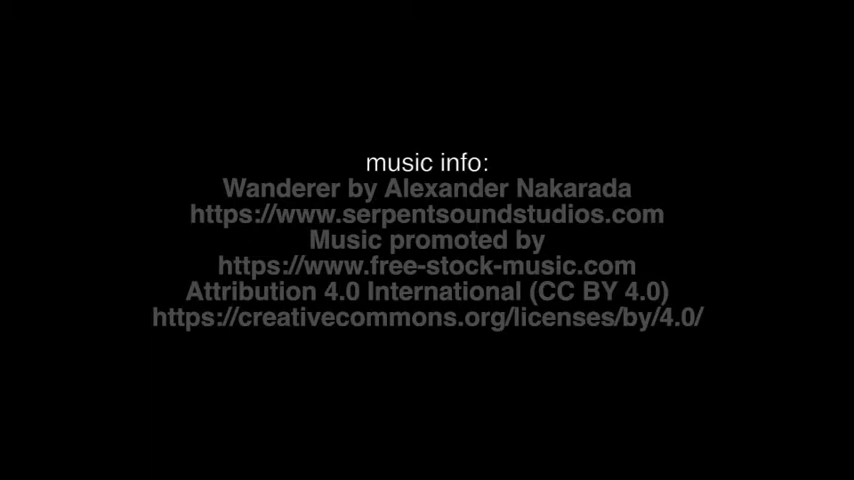 music info:
Wanderer by Alexander Nakarada
https://www.serpentsoundstudios.com
Music promoted by
https://www.free-stock-music.com
Attribution 4.0 International (CC BY 4.0)
https://creativecommons.org/licenses/by/4.0/